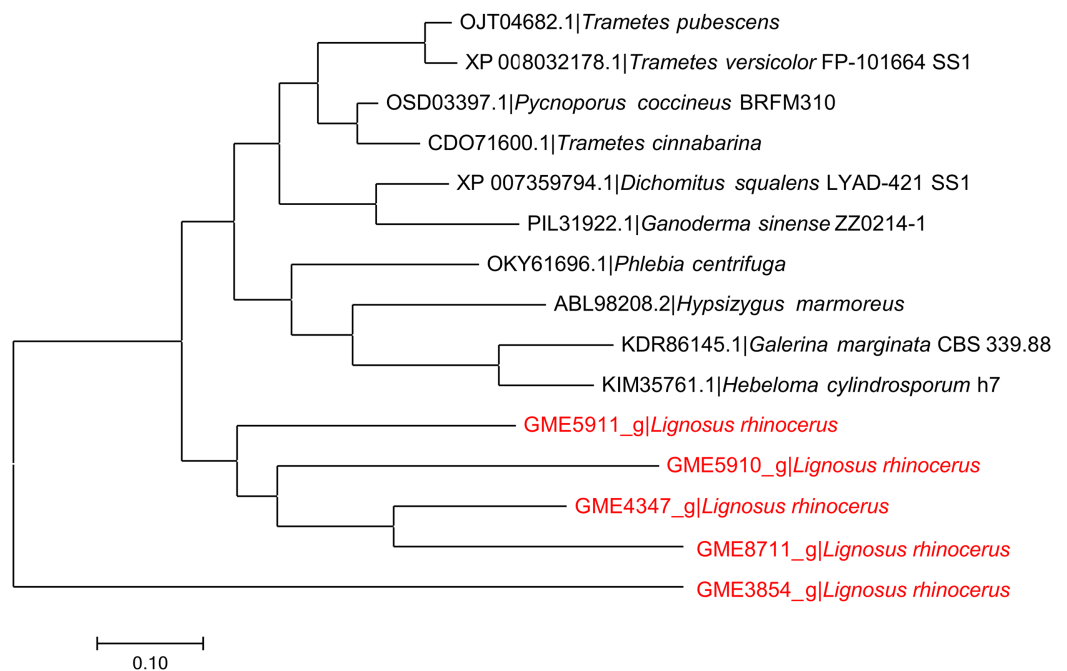 OJT04682.1|Trametes pubescens
XP 008032178.1|Trametes versicolor FP-101664 SS1
OSD03397.1|Pycnoporus coccineus BRFM310
CDO71600.1|Trametes cinnabarina
XP 007359794.1|Dichomitus squalens LYAD-421 SS1
PIL31922.1|Ganoderma sinense ZZ0214-1
OKY61696.1|Phlebia centrifuga
ABL98208.2|Hypsizygus marmoreus
KDR86145.1|Galerina marginata CBS 339.88
KIM35761.1|Hebeloma cylindrosporum h7
GME5911_g|Lignosus rhinocerus
GME5910_g|Lignosus rhinocerus
GME4347_g|Lignosus rhinocerus
GME8711_g|Lignosus rhinocerus
GME3854_g|Lignosus rhinocerus
0.10